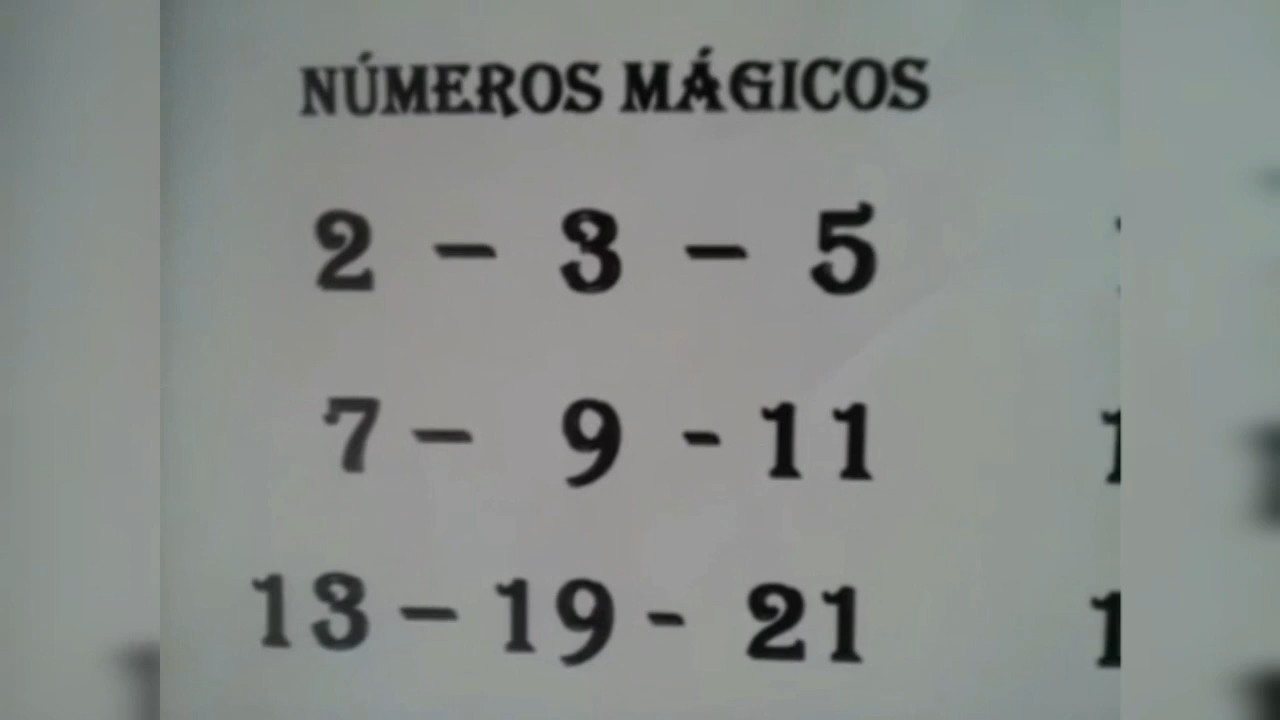 NÚMEROS MÁGICOS
2 – 3 – 5
7 – 9 - 11
13 – 19 - 21